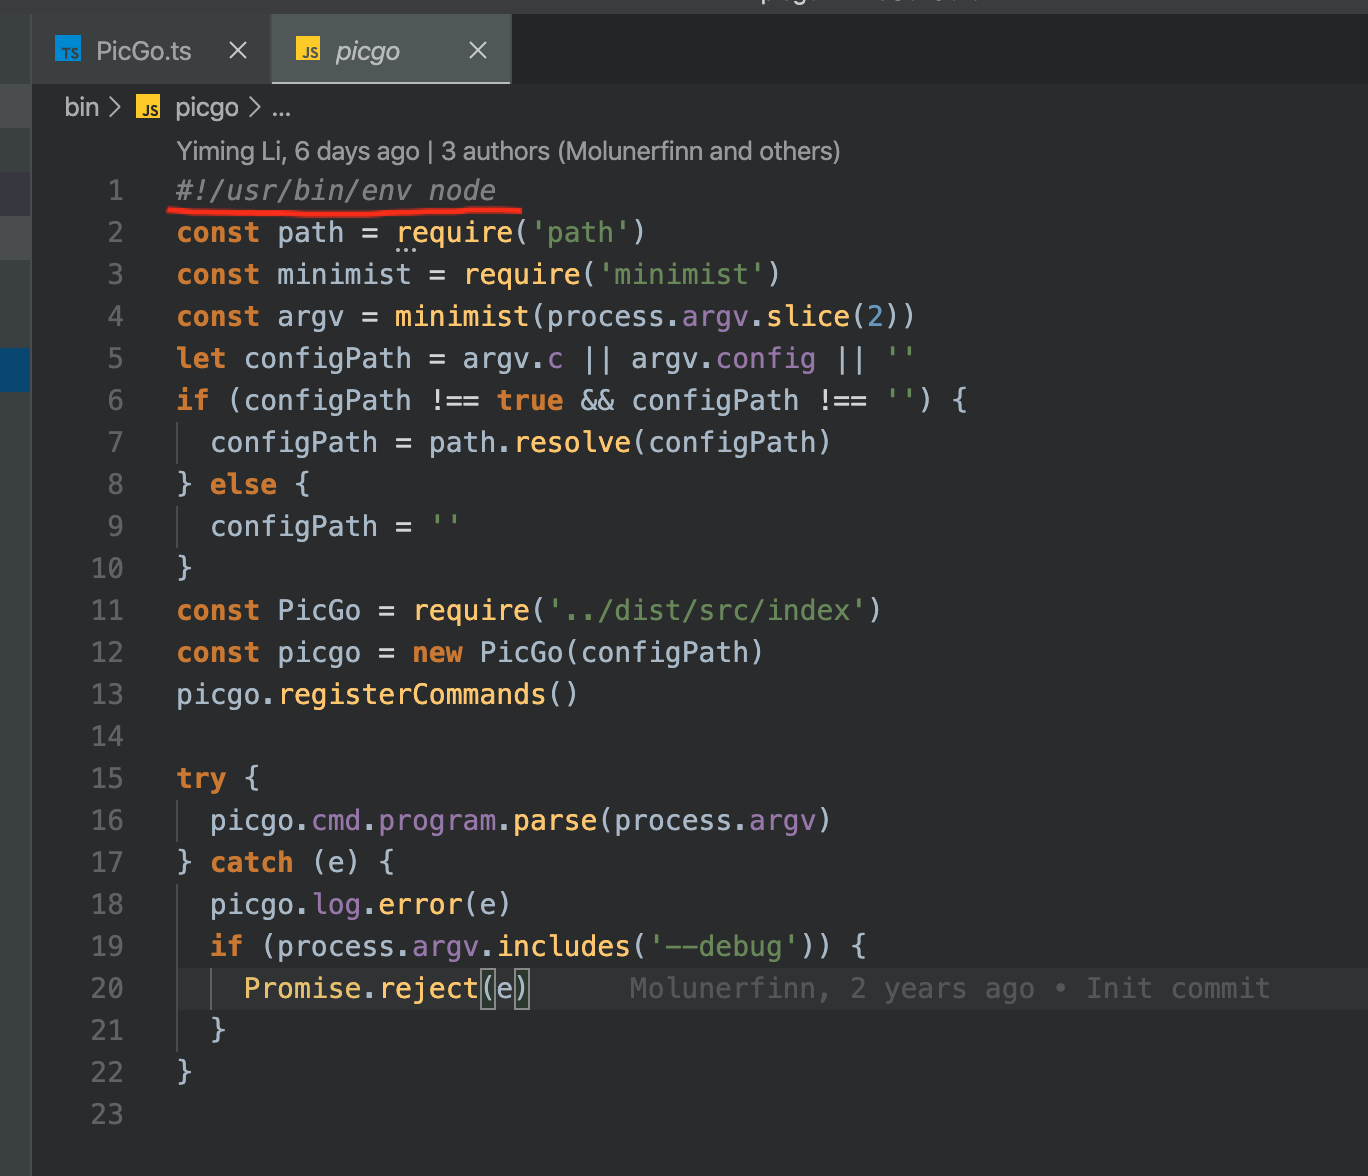 PicGo.ts
picgo
bin > picgo > ...
Yiming Li, 6 days ago | 3 authors (Molunerfinn and others)
1 #!/usr/bin/env node
2 const path = require('path')
3 const minimist = require('minimist')
4 const argv = minimist(process.argv.slice(2))
5 let configPath = argv.c || argv.config || ''
6 if (configPath !== true && configPath !== '') {
7 configPath = path.resolve(configPath)
8 } else {
9 configPath = ''
10 }
11 const PicGo = require('../dist/src/index')
12 const picgo = new PicGo(configPath)
13 picgo.registerCommands()
14
15 try {
16 picgo.cmd.program.parse(process.argv)
17 } catch (e) {
18 picgo.log.error(e)
19 if (process.argv.includes('--debug')) {
20 Promise.reject(e) Molunerfinn, 2 years ago • Init commit
21 }
22 }
23